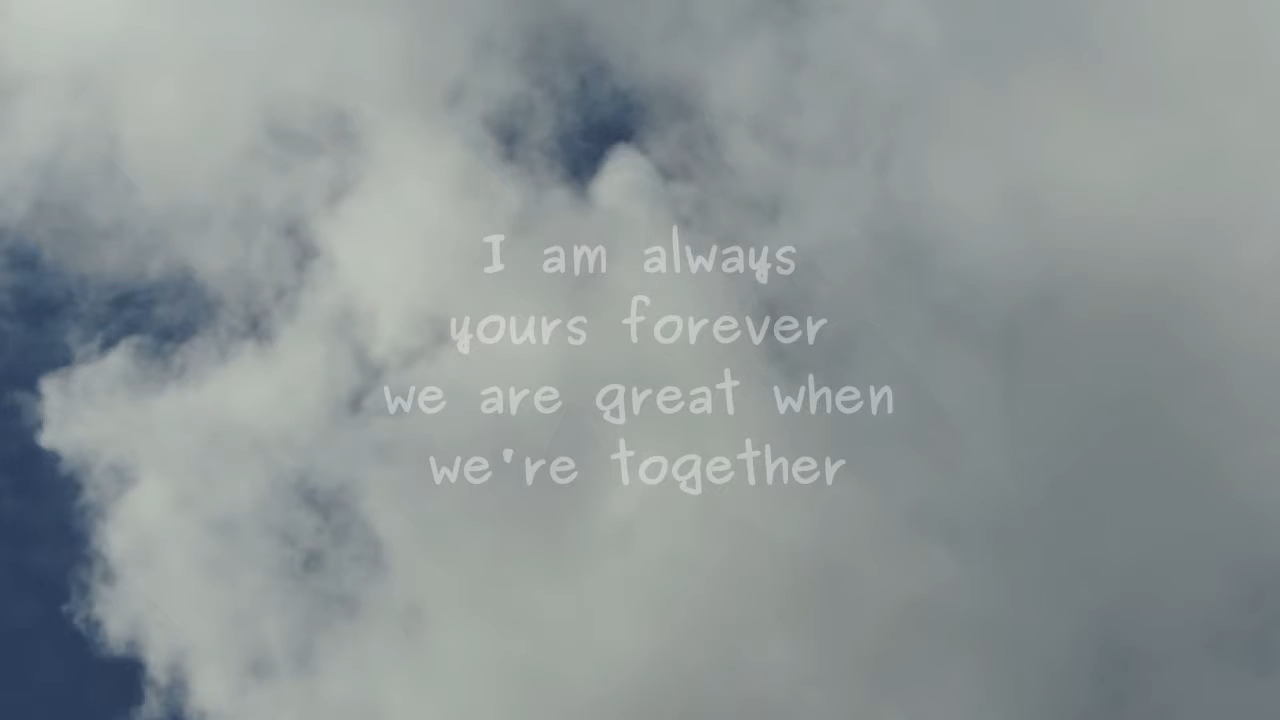 I am always
yours forever
we are great when
we're together